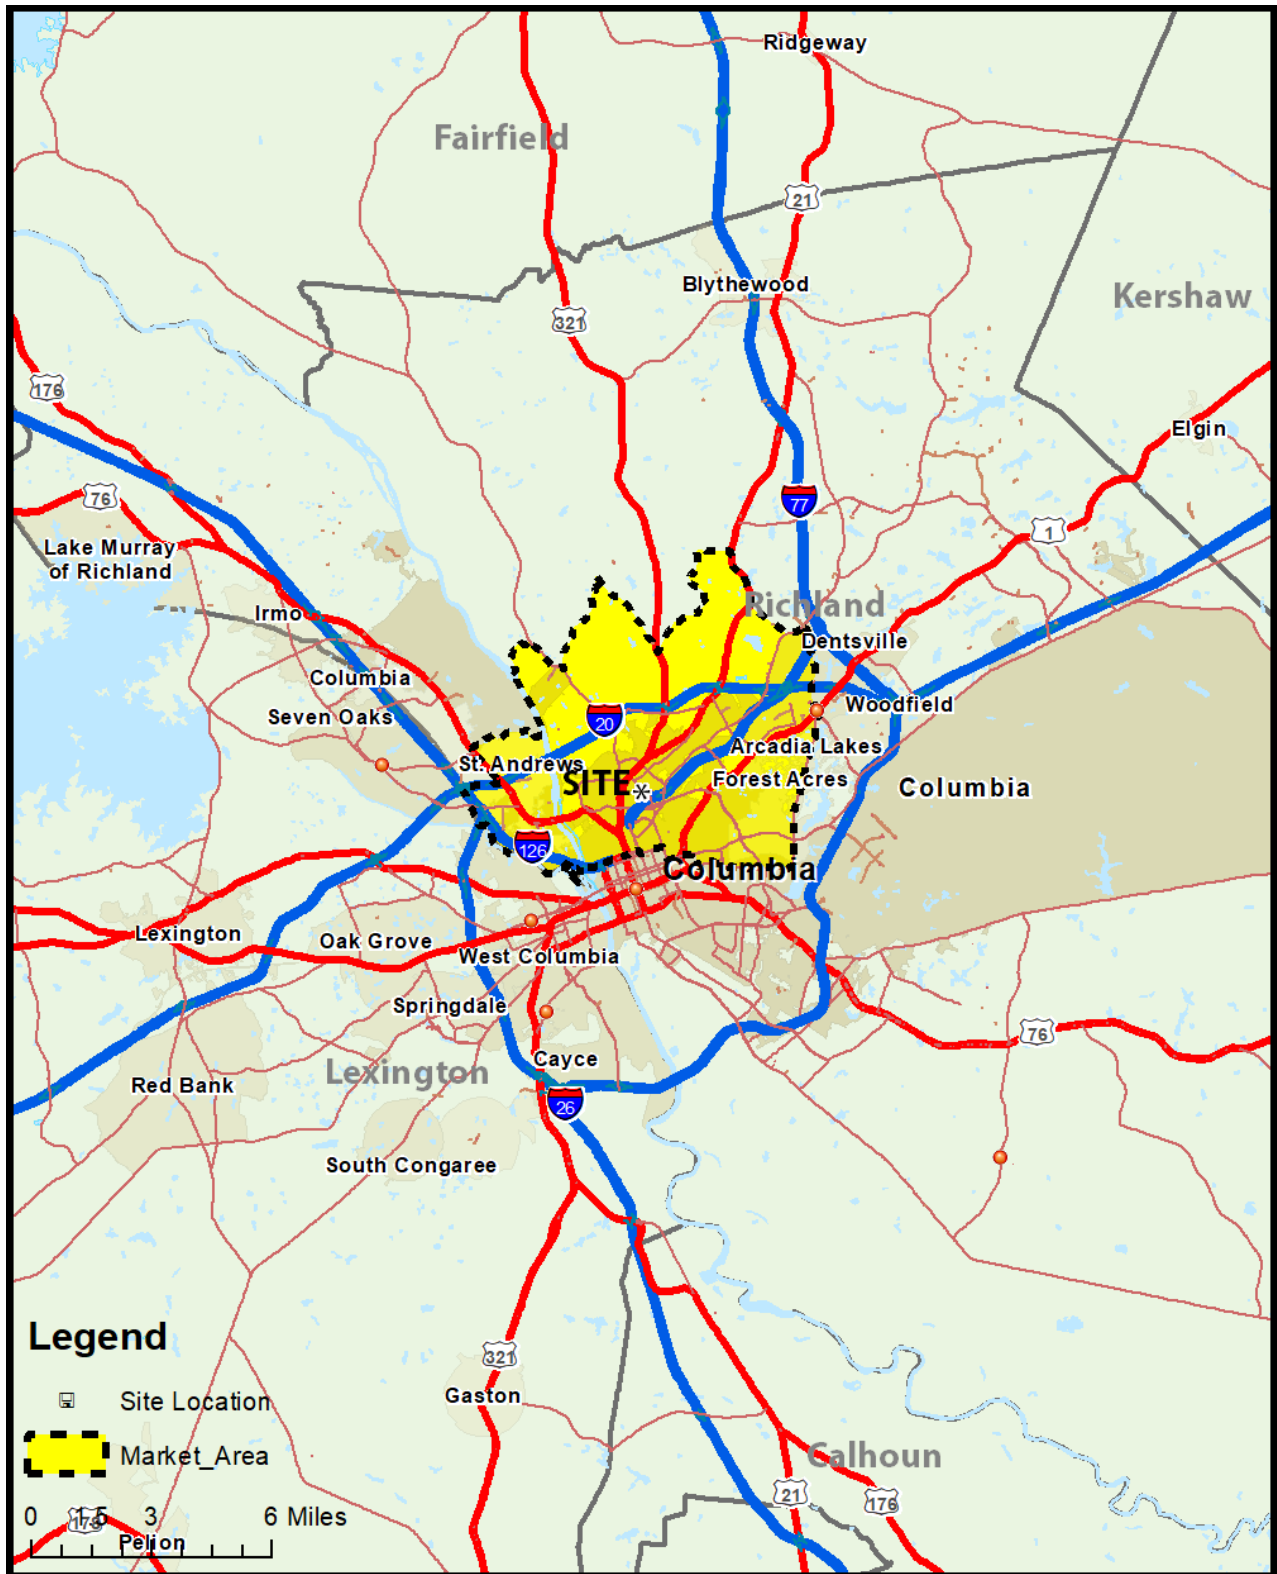 Ridgeway
Fairfield
21
Blythewood
Kershaw
321
176
Elgin
76
77
1
Lake Murray
of Richland
Richland
Irmo
Dentsville
Columbia
Woodfield
Seven Oaks
20
Arcadia Lakes
St. Andrews
SITE
Forest Acres
Columbia
126
Columbia
Lexington
Oak Grove
West Columbia
Springdale
76
Cayce
Lexington
Red Bank
26
South Congaree
Legend
321
Site Location
Gaston
Market_Area
Calhoun
21
176
0 1.5 3 6 Miles
178
Pelion